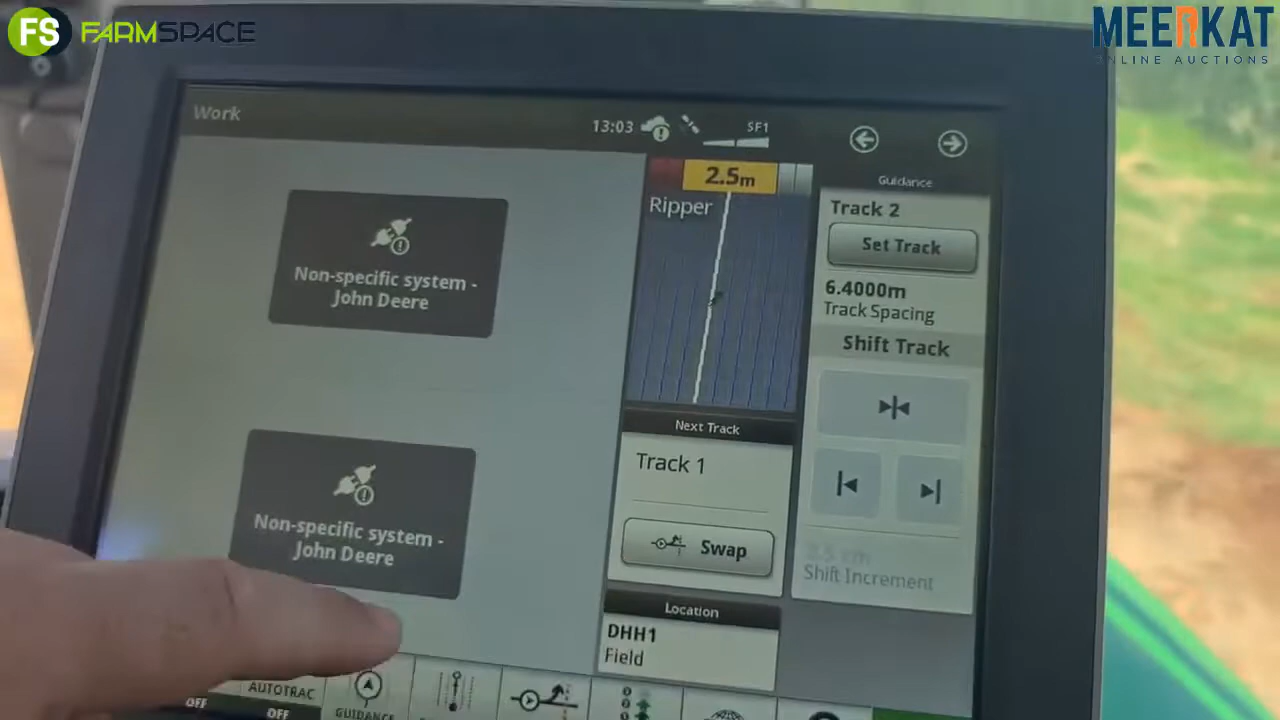 FS FARMSPACE
MEERKAT
ONLINE AUCTIONS
Work
13:03
SF1
2.5m
Ripper
Guidance
Track 2
Set Track
6.4000m
Track Spacing
Shift Track
Non-specific system -
John Deere
Next Track
Track 1
Swap
Non-specific system -
John Deere
Shift Increment
Location
DHH1
Field
AUTOTRAC
OFF
OFF
GUIDANCE